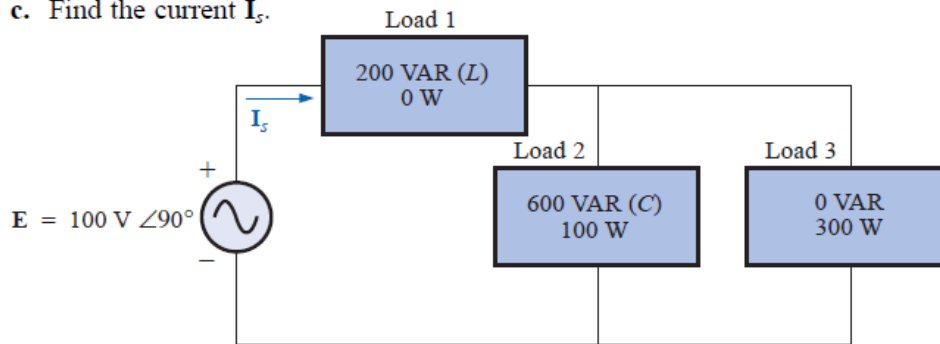 c. Find the current Iₛ.
Load 1
200 VAR (L)
0 W
Iₛ
Load 2
Load 3
+
600 VAR (C)
100 W
0 VAR
300 W
E = 100 V ∠90°
–